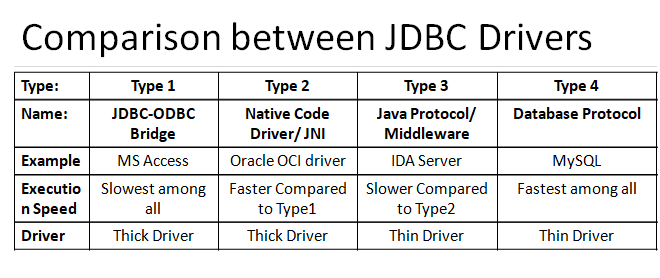 Comparison between JDBC Drivers
Type: Type 1 Type 2 Type 3 Type 4
Name: JDBC-ODBC Native Code Java Protocol/ Database Protocol
Bridge Driver/ JNI Middleware
Example MS Access Oracle OCI driver IDA Server MySQL
Executio Slowest among Faster Compared Slower Compared Fastest among all
n Speed all to Type1 to Type2
Driver Thick Driver Thick Driver Thin Driver Thin Driver